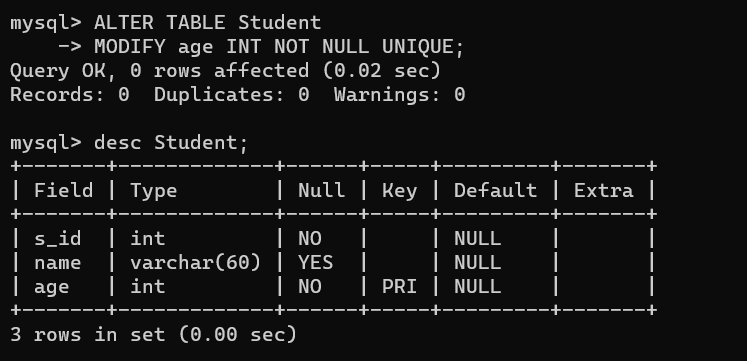 mysql> ALTER TABLE Student
    -> MODIFY age INT NOT NULL UNIQUE;
Query OK, 0 rows affected (0.02 sec)
Records: 0  Duplicates: 0  Warnings: 0

mysql> desc Student;
+-------+-------------+------+-----+---------+-------+
| Field | Type        | Null | Key | Default | Extra |
+-------+-------------+------+-----+---------+-------+
| s_id  | int         | NO   |     | NULL    |       |
| name  | varchar(60) | YES  |     | NULL    |       |
| age   | int         | NO   | PRI | NULL    |       |
+-------+-------------+------+-----+---------+-------+
3 rows in set (0.00 sec)